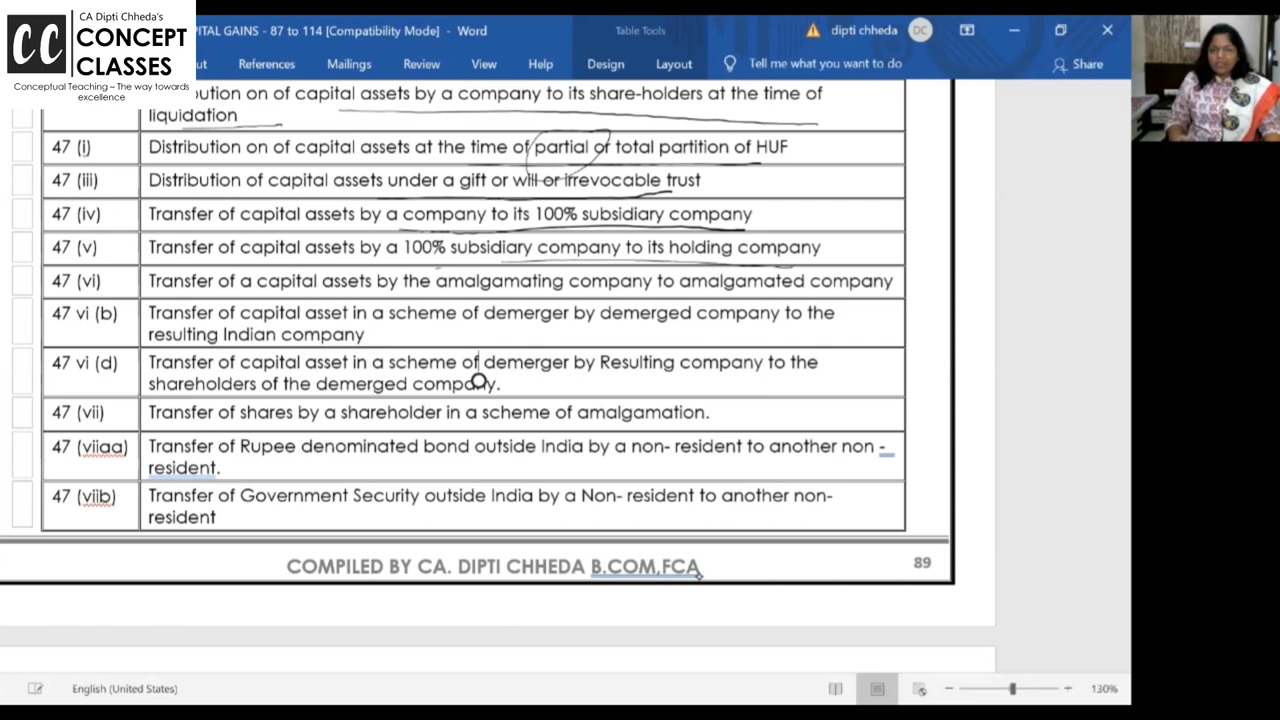 CA Dipti Chheda's
CC CONCEPT
CLASSES
Conceptual Teaching – The way towards
excellence
PITAL GAINS - 87 to 114 [Compatibility Mode] - Word
Table Tools
dipti chheda
DC
ut References Mailings Review View Help Design Layout Tell me what you want to do Share
ution on of capital assets by a company to its share-holders at the time of
liquidation
47 (i) Distribution on of capital assets at the time of partial or total partition of HUF
47 (iii) Distribution of capital assets under a gift or will or irrevocable trust
47 (iv) Transfer of capital assets by a company to its 100% subsidiary company
47 (v) Transfer of capital assets by a 100% subsidiary company to its holding company
47 (vi) Transfer of a capital assets by the amalgamating company to amalgamated company
47 vi (b) Transfer of capital asset in a scheme of demerger by demerged company to the
resulting Indian company
47 vi (d) Transfer of capital asset in a scheme of demerger by Resulting company to the
shareholders of the demerged company.
47 (vii) Transfer of shares by a shareholder in a scheme of amalgamation.
47 (viiaa) Transfer of Rupee denominated bond outside India by a non- resident to another non -
resident.
47 (viib) Transfer of Government Security outside India by a Non- resident to another non-
resident
COMPILED BY CA. DIPTI CHHEDA B.COM,FCA
89
English (United States)
130%